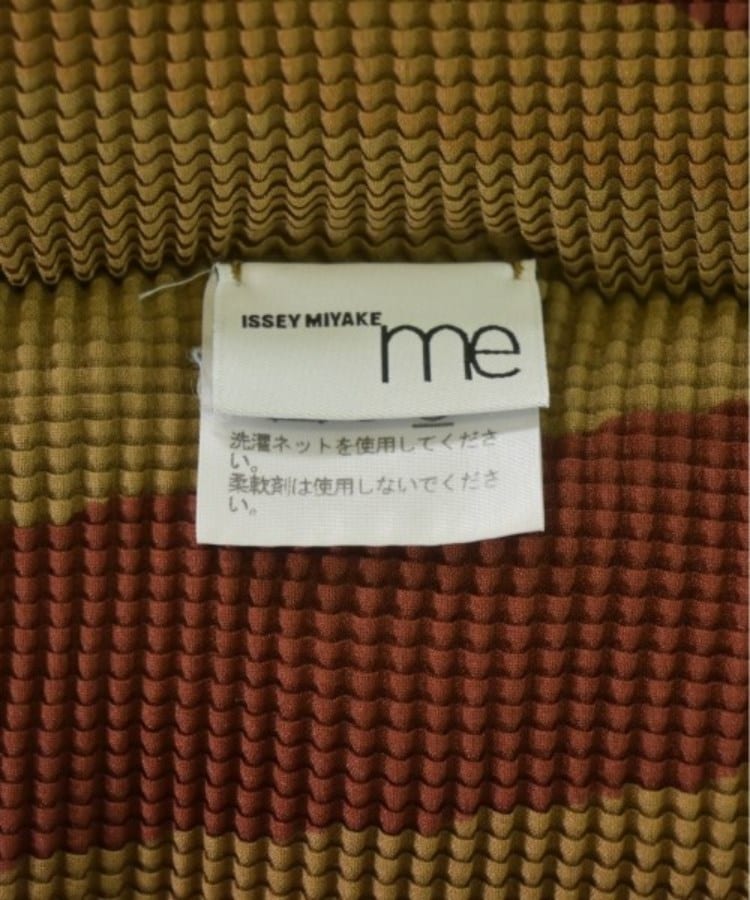 ISSEY MIYAKE me
洗濯ネットを使用してくださ
い。
柔軟剤は使用しないでくださ
い。